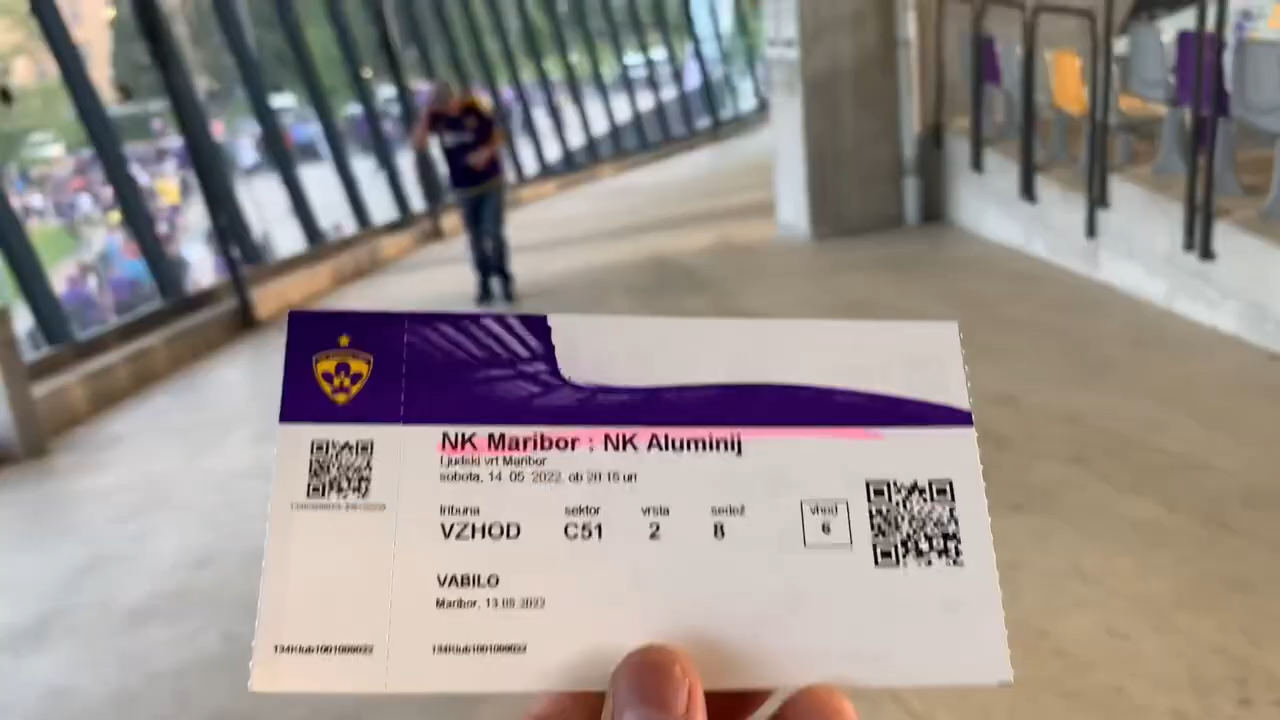 NK Maribor : NK Aluminij
Ljudski vrt Maribor
sobota, 14 05 2022, ob 20 15 uri
tribuna sektor vrsta sedež
VZHOD C51 2 8
vhod
6
VABILO
Maribor, 13.05.2022